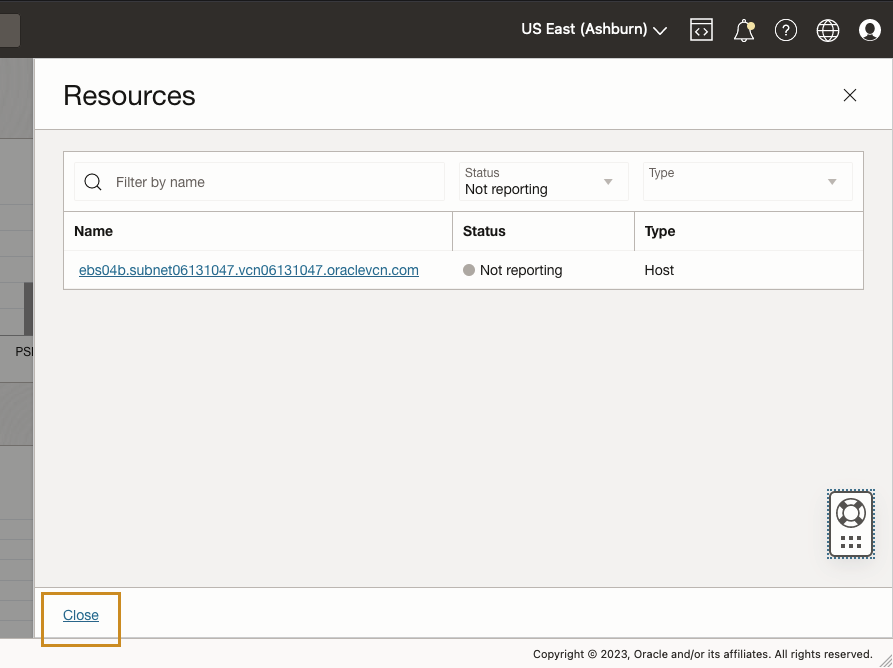 US East (Ashburn)
Resources
Filter by name
Status
Not reporting
Type
Name Status Type
ebs04b.subnet06131047.vcn06131047.oraclevcn.com Not reporting Host
Close
Copyright © 2023, Oracle and/or its affiliates. All rights reserved.